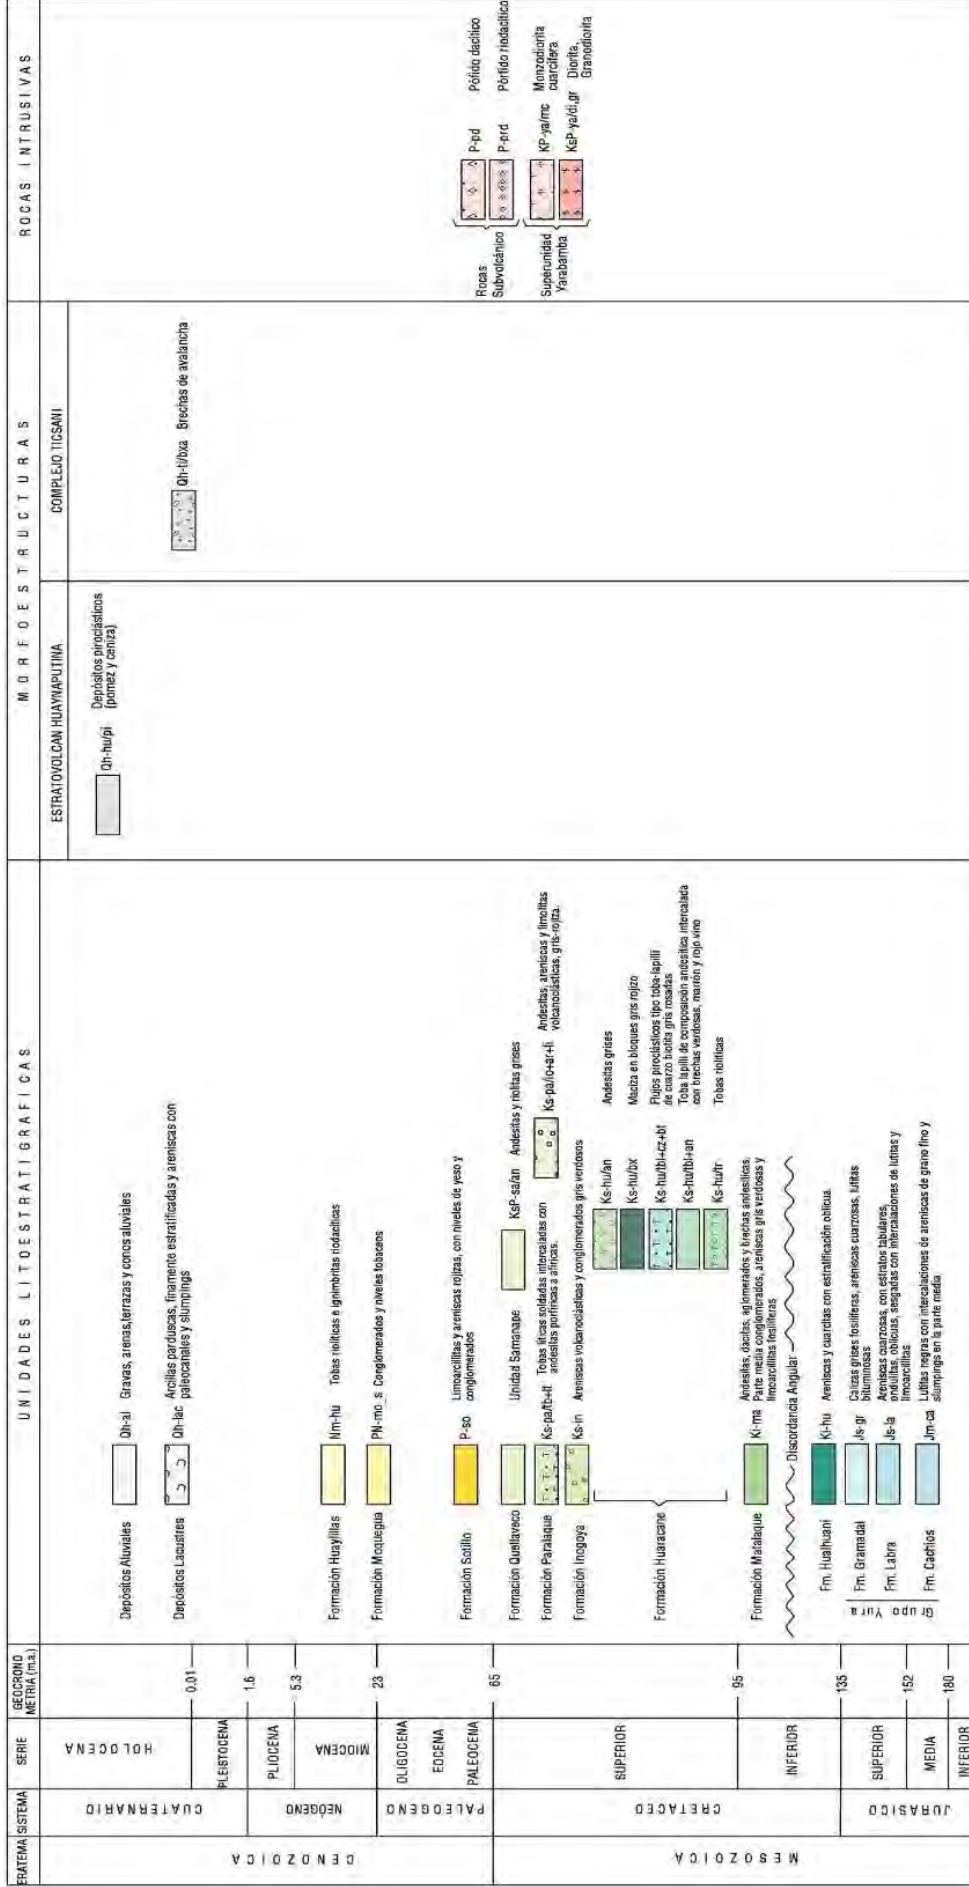 ERATEMA
SISTEMA
SERIE
GEOCRONO
METRIA (m.a.)
UNIDADES LITOESTRATIGRAFICAS
MORFOESTRUCTURAS
ESTRATOVOLCAN HUAYNAPUTINA
COMPLEJO TICSANI
ROCAS INTRUSIVAS
CENOZOICA
MESOZOICA
CUATERNARIO
NEÓGENO
PALEOGENO
CRETACEO
JURASICO
HOLOCENA
PLEISTOCENA
PLIOCENA
MIOCENA
OLIGOCENA
EOCENA
PALEOCENA
SUPERIOR
INFERIOR
SUPERIOR
MEDIA
INFERIOR
0.01
1.6
5.3
23
65
95
135
152
180
Depósitos Aluviales
Qh-al
Gravas, arenas,terrazas y conos aluviales
Depósitos Lacustres
Qh-lac
Arcillas parduscas, finamente estratificadas y areniscas con
paleocanales y slumpings
Formación Huaylillas
Nm-hu
Tobas riolíticas e ignimbritas riodacíticas
Formación Moquegua
PN-mo_s
Conglomerados y niveles tobaceos
Formación Sotillo
P-so
Limoarcillitas y areniscas rojizas, con niveles de yeso y
conglomerados
Formación Quellaveco
Unidad Samanape
KsP-sa/an
Andesitas y riolitas grises
Formación Paralaque
Ks-pa/tb+lt
Tobas líticas soldadas intercaladas con
andesitas porfíricas a afíricas.
Ks-pa/o+ar+li
Andesitas, areniscas y limolitas
volcanoclásticas, gris-rojiza.
Formación Inogoya
Ks-in
Areniscas volcanoclásticas y conglomerados gris verdosos
Formación Huaracane
Ks-hu/an
Andesitas grises
Ks-hu/bx
Maciza en bloques gris rojizo
Ks-hu/tbl+cz+bt
Flujos piroclásticos tipo toba-lapilli
de cuarzo biotita gris rosadas
Ks-hu/tbl+an
Toba lapilli de composición andesítica intercalada
con brechas verdosas, marrón y rojo vino
Ks-hu/tr
Tobas riolíticas
Formación Matalaque
Ki-ma
Andesitas, dacitas, aglomerados y brechas andesíticas.
Parte media conglomerados, areniscas gris verdosas y
limoarcillitas fosilíferas
Discordancia Angular
Grupo Yura
Fm. Hualhuani
Ki-hu
Areniscas y cuarcitas con estratificación oblicua.
Fm. Gramadal
Js-gr
Calizas grises fosilíferas, areniscas cuarzosas, lutitas
bituminosas
Fm. Labra
Js-la
Areniscas cuarzosas, con estratos tabulares,
ondulitas, oblicuas, sesgadas con intercalaciones de lutitas y
limoarcillitas
Fm. Cachíos
Jm-ca
Lutitas negras con intercalaciones de areniscas de grano fino y
slumpings en la parte media
Qh-hu/pi
Depósitos piroclásticos
(pomez y ceniza)
Qh-ti/bxa
Brechas de avalancha
Rocas
Subvolcánico
P-pd
Pófido dacítico
P-prd
Pórfido riodacítico
Superunidad
Yarabamba
KP-ya/mc
Monzodiorita
cuarcífera
KsP-ya/di,gr
Diorita,
Granodiorita